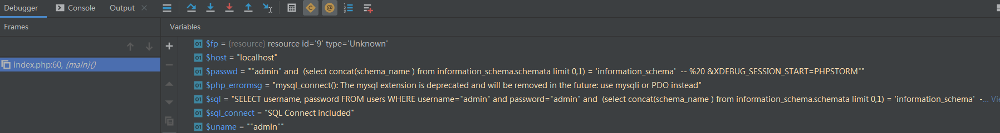 Debugger Console Output
Frames Variables
$fp = {resource} resource id='9' type='Unknown'
$host = "localhost"
index.php:60, {main}()
$passwd = ""admin" and  (select concat(schema_name ) from information_schema.schemata limit 0,1) = 'information_schema'  -- %20 &XDEBUG_SESSION_START=PHPSTORM""
$php_errormsg = "mysql_connect(): The mysql extension is deprecated and will be removed in the future: use mysqli or PDO instead"
$sql = "SELECT username, password FROM users WHERE username="admin" and password="admin" and  (select concat(schema_name ) from information_schema.schemata limit 0,1) = 'information_schema'  -... Vie
$sql_connect = "SQL Connect included"
$uname = ""admin""